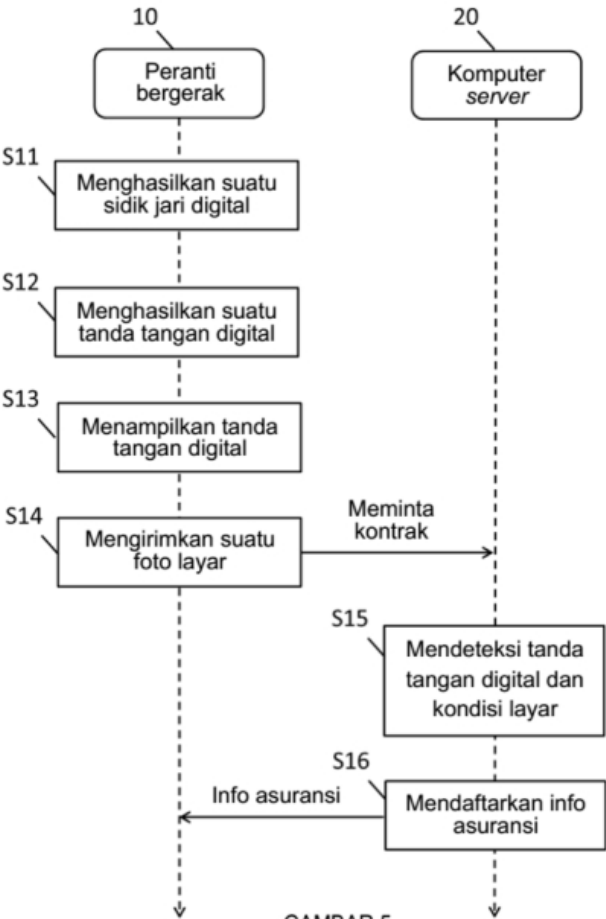 10
20
Peranti
bergerak
Komputer
server
S11
Menghasilkan suatu
sidik jari digital
S12
Menghasilkan suatu
tanda tangan digital
S13
Menampilkan tanda
tangan digital
S14
Mengirimkan suatu
foto layar
Meminta
kontrak
S15
Mendeteksi tanda
tangan digital dan
kondisi layar
S16
Info asuransi
Mendaftarkan info
asuransi
GAMBAR 5